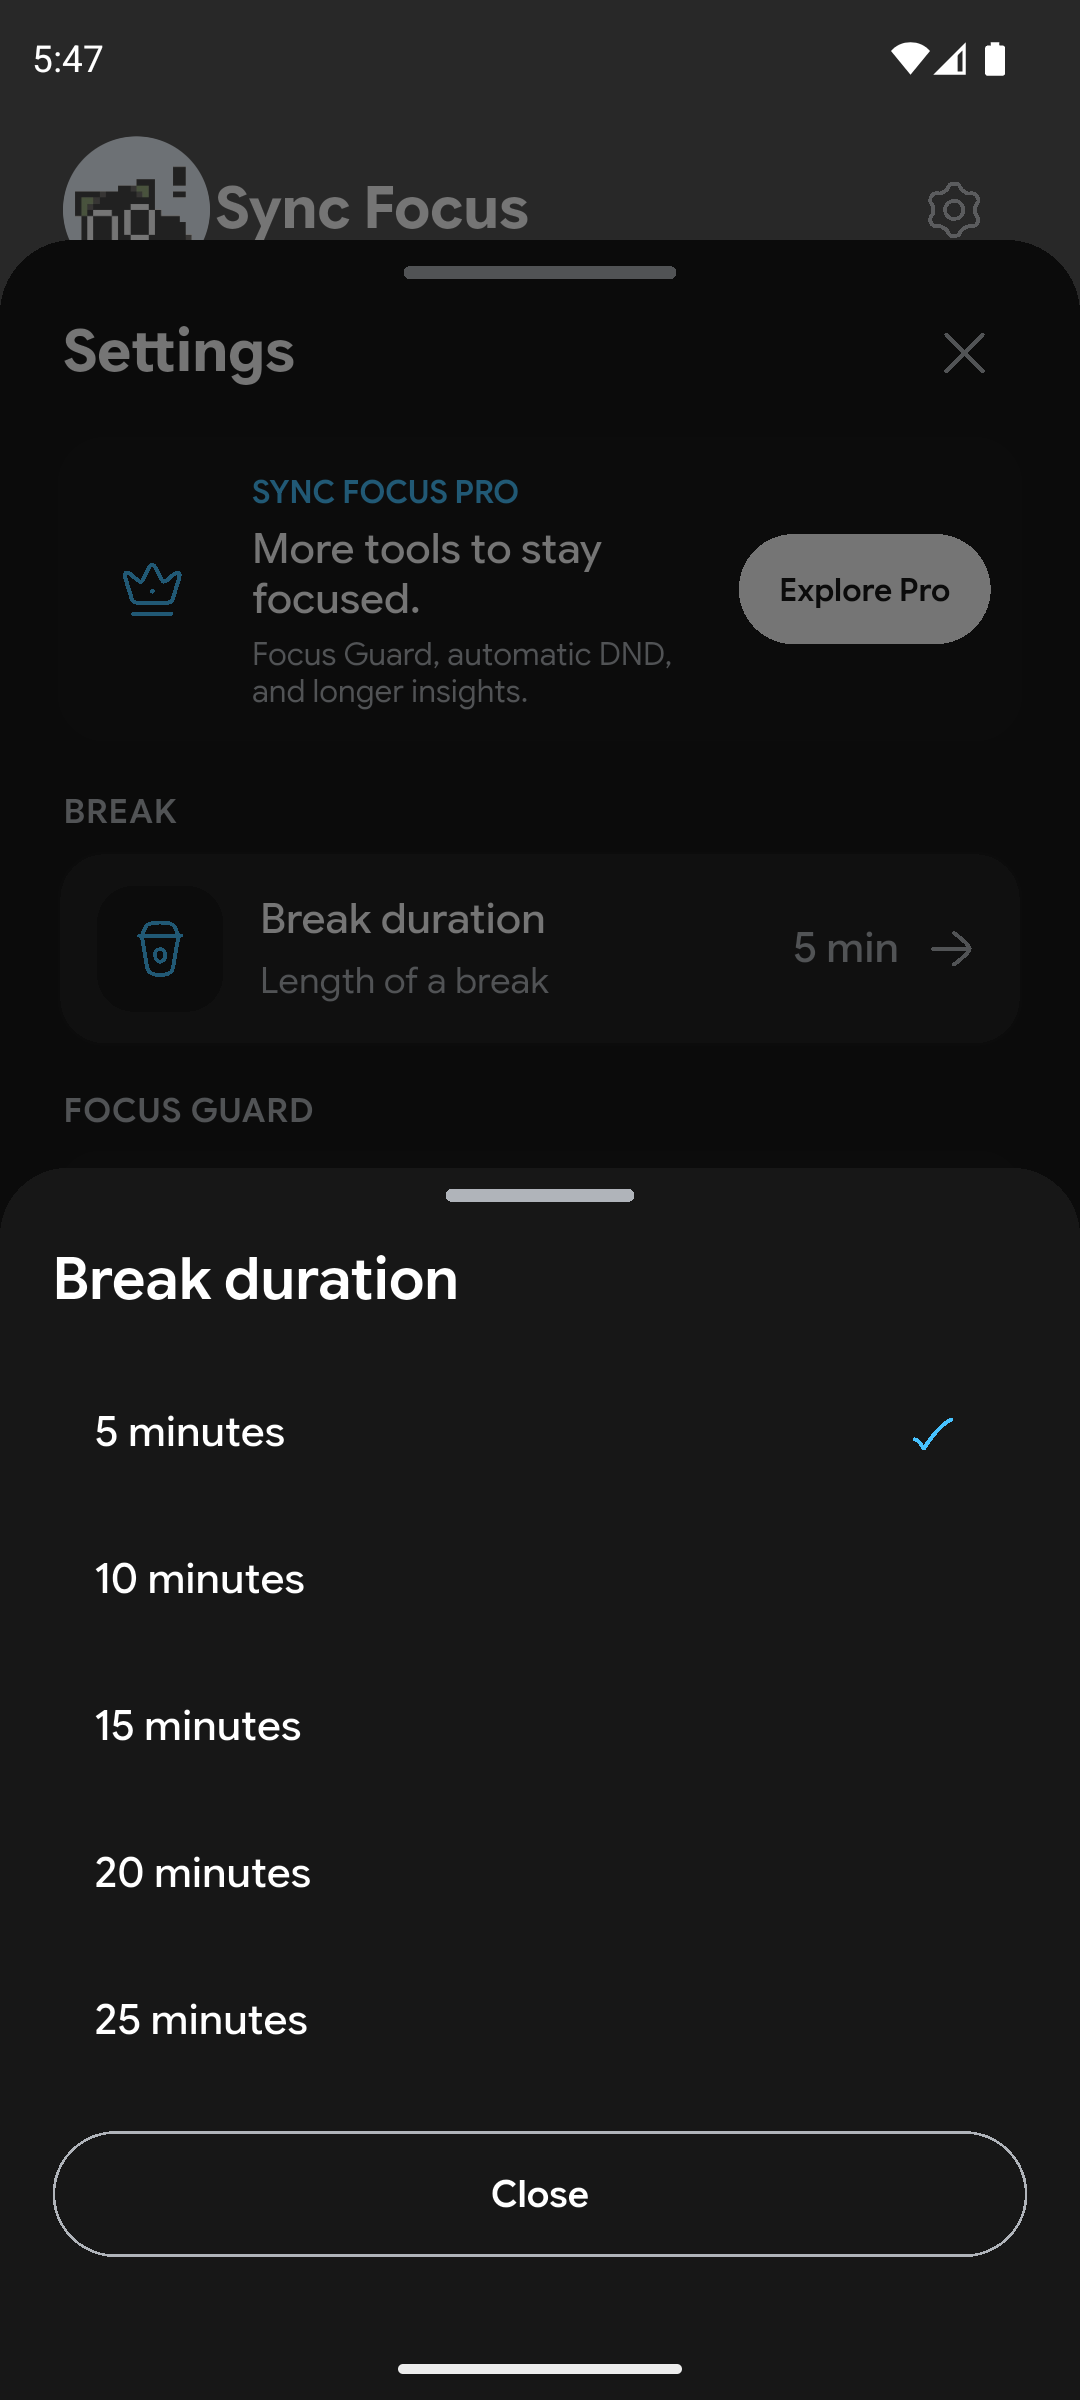 5:47
Sync Focus
Settings
SYNC FOCUS PRO
More tools to stay
focused.
Focus Guard, automatic DND,
and longer insights.
Explore Pro
BREAK
Break duration
Length of a break
5 min
FOCUS GUARD
Break duration
5 minutes
10 minutes
15 minutes
20 minutes
25 minutes
Close